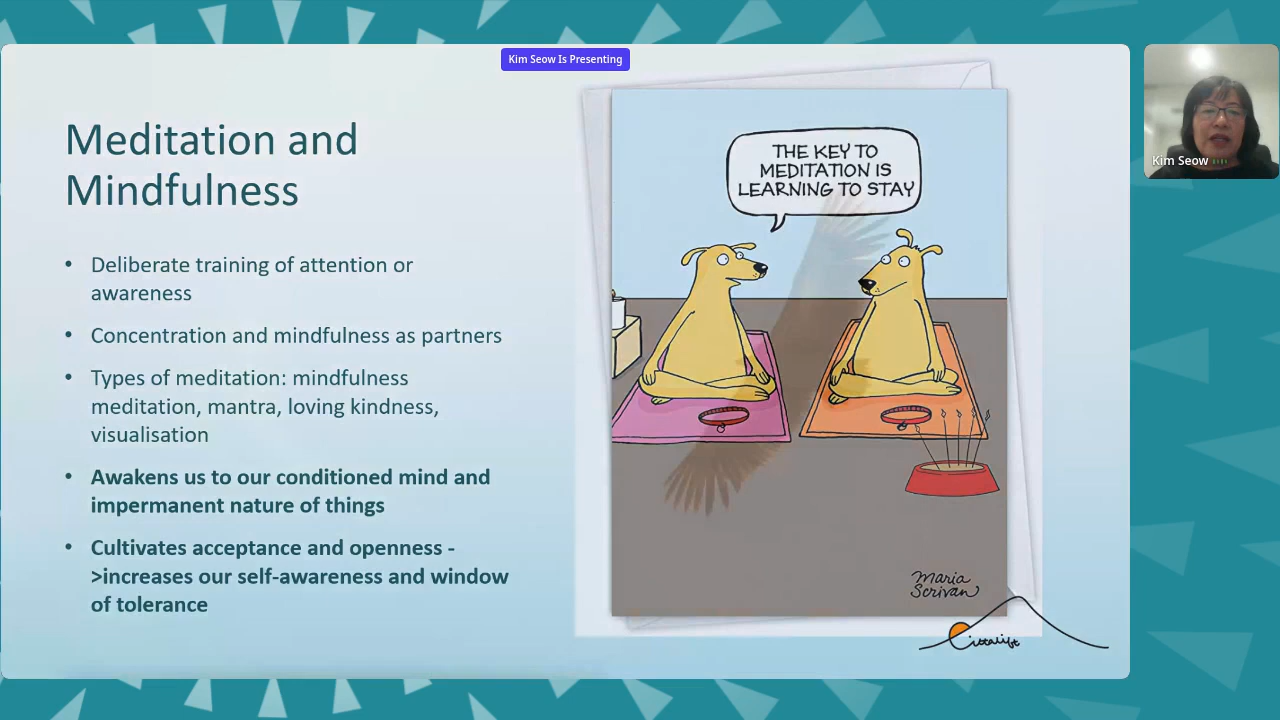 Kim Seow Is Presenting
Meditation and
Mindfulness
• Deliberate training of attention or
awareness
• Concentration and mindfulness as partners
• Types of meditation: mindfulness
meditation, mantra, loving kindness,
visualisation
• Awakens us to our conditioned mind and
impermanent nature of things
• Cultivates acceptance and openness -
>increases our self-awareness and window
of tolerance
THE KEY TO
MEDITATION IS
LEARNING TO STAY
Maria
Scrivan
Cittalift
Kim Seow